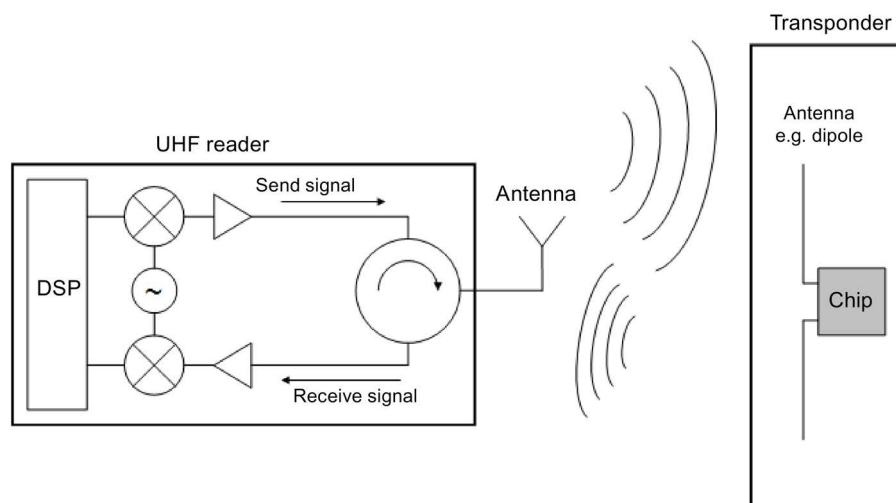 Transponder
UHF reader
Send signal
Antenna
Antenna
e.g. dipole
DSP
~
Chip
Receive signal